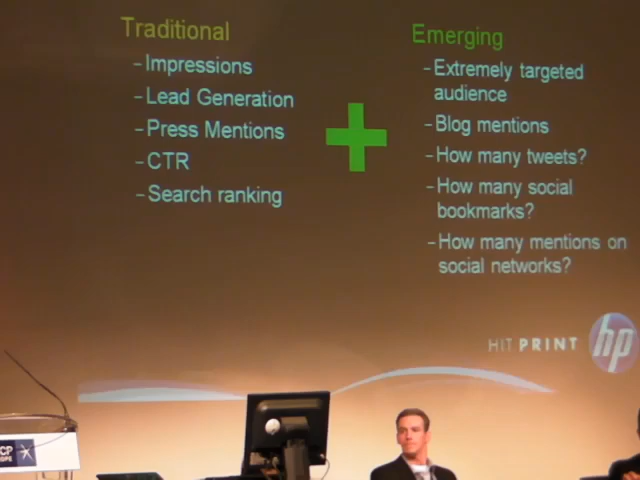 Traditional
–Impressions
–Lead Generation
–Press Mentions
–CTR
–Search ranking
Emerging
–Extremely targeted
audience
–Blog mentions
–How many tweets?
–How many social
bookmarks?
–How many mentions on
social networks?
HIT PRINT
hp